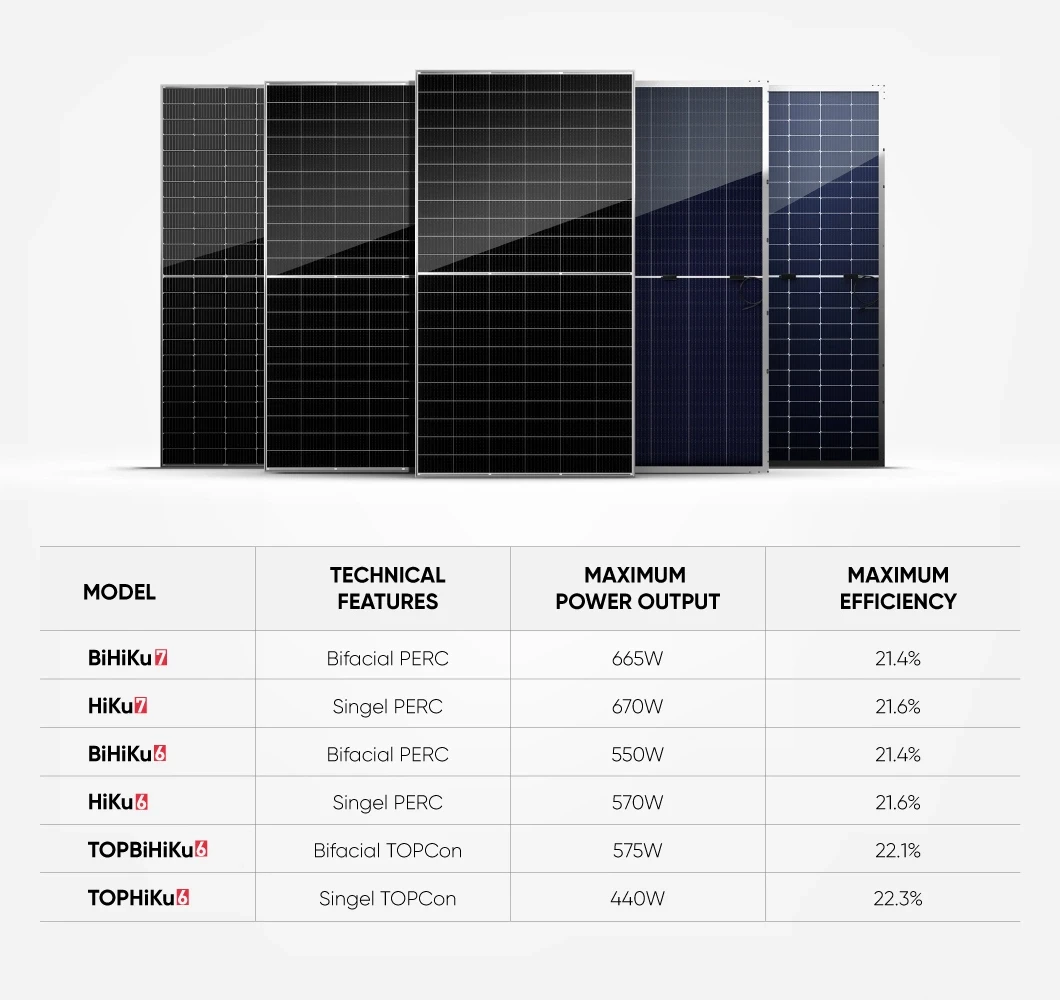 MODEL TECHNICAL FEATURES MAXIMUM POWER OUTPUT MAXIMUM EFFICIENCY
BiHiKu7 Bifacial PERC 665W 21.4%
HiKu7 Singel PERC 670W 21.6%
BiHiKu6 Bifacial PERC 550W 21.4%
HiKu6 Singel PERC 570W 21.6%
TOPBiHiKu6 Bifacial TOPCon 575W 22.1%
TOPHiKu6 Singel TOPCon 440W 22.3%